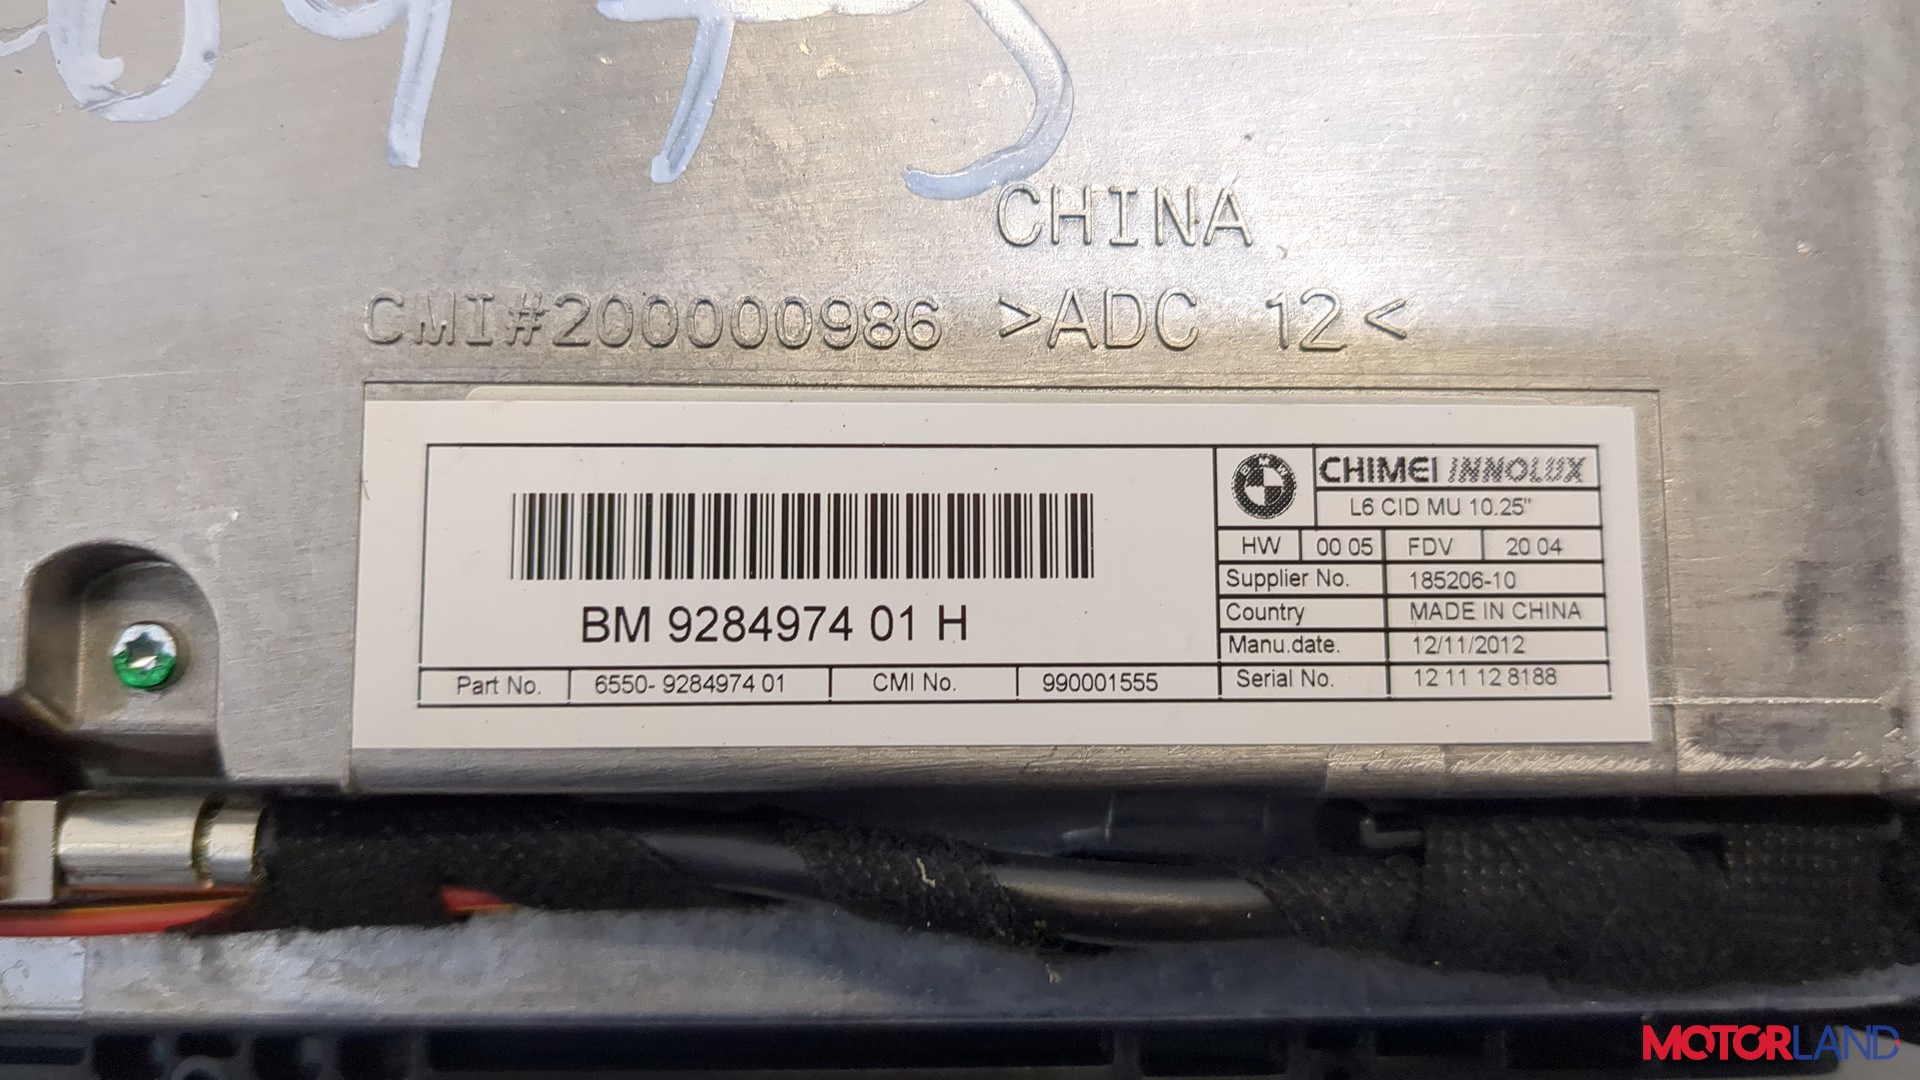 CHINA
CMI#200000986 >ADC 12<
CHIMEI INNOLUX
L6 CID MU 10.25"
HW 00 05 FDV 20 04
Supplier No. 185206-10
Country MADE IN CHINA
Manu.date. 12/11/2012
Serial No. 12 11 12 8188
BM 9284974 01 H
Part No. 6550- 9284974 01 CMI No. 990001555
MOTORLAND